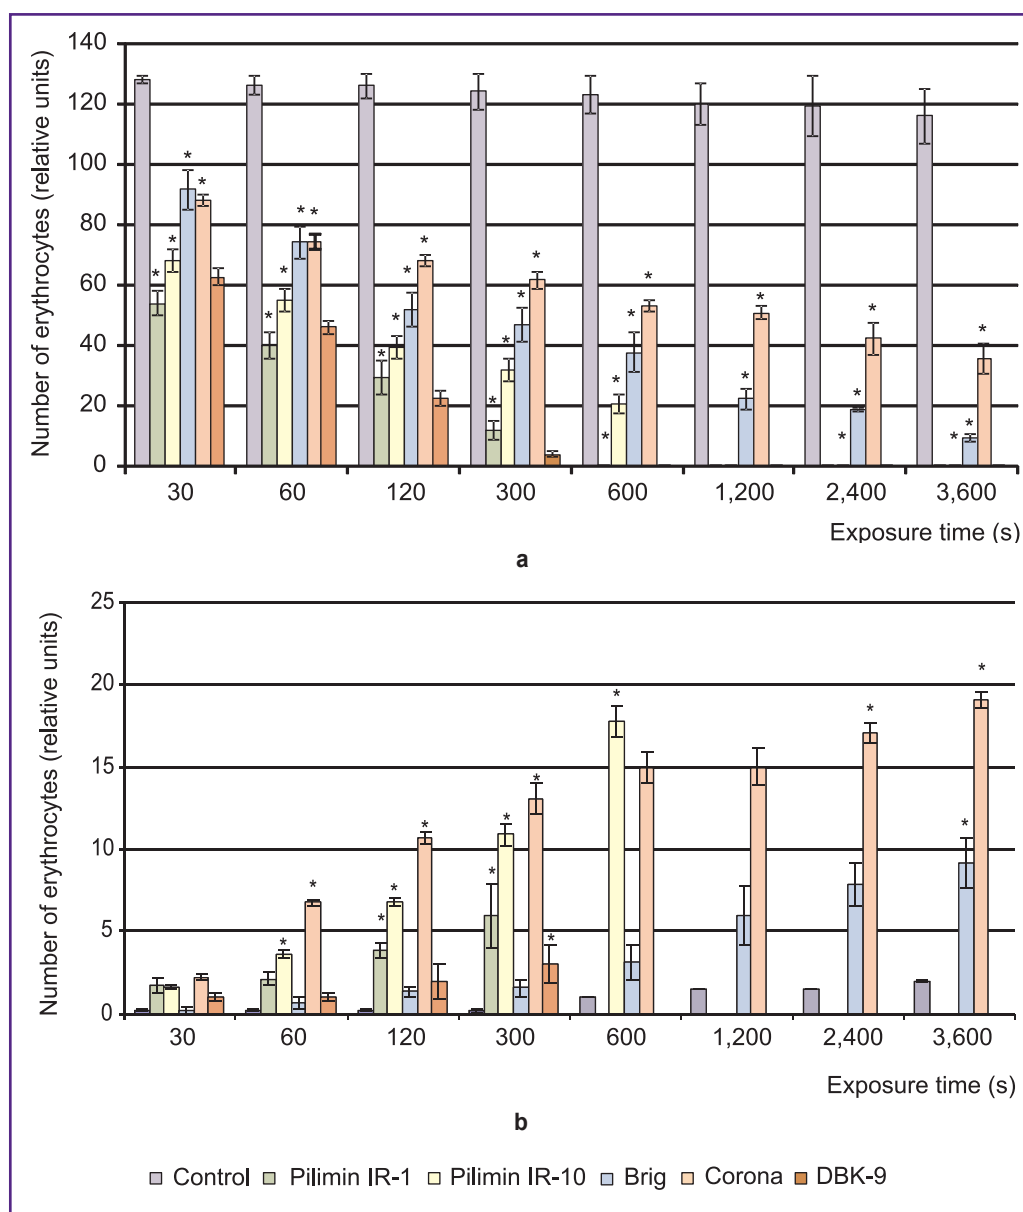 Number of erythrocytes (relative units)
140
120
100
80
60
40
20
0
* * * *
* * * *
* * * *
* * * *
* * * *
* *
* * *
* * *
30 60 120 300 600 1,200 2,400 3,600
Exposure time (s)
a
Number of erythrocytes (relative units)
25
20
15
10
5
0
* *
* * *
* * * *
*
*
* *
30 60 120 300 600 1,200 2,400 3,600
Exposure time (s)
b
Control Pilimin IR-1 Pilimin IR-10 Brig Corona DBK-9